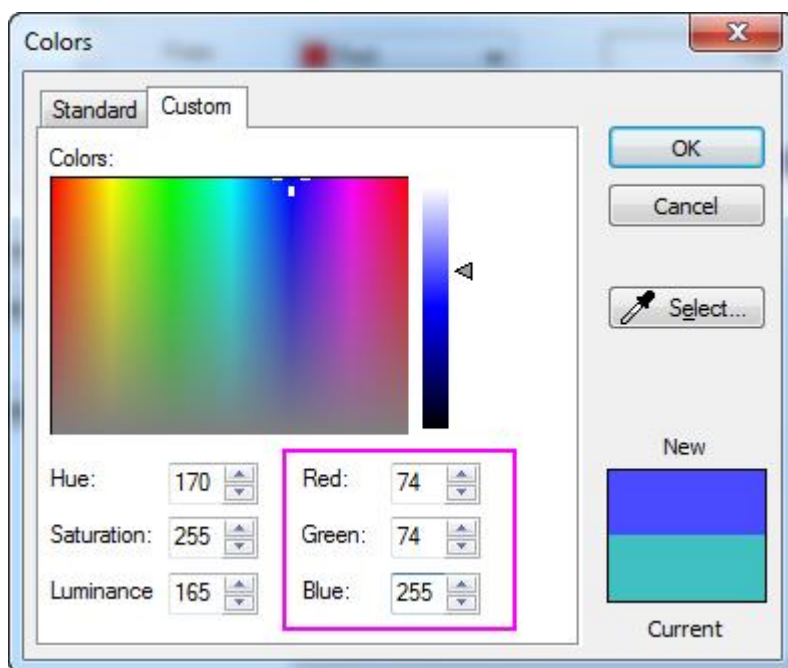 Colors
Standard Custom
Colors:
OK
Cancel
Select...
Hue: 170 Red: 74
Saturation: 255 Green: 74
Luminance 165 Blue: 255
New
Current